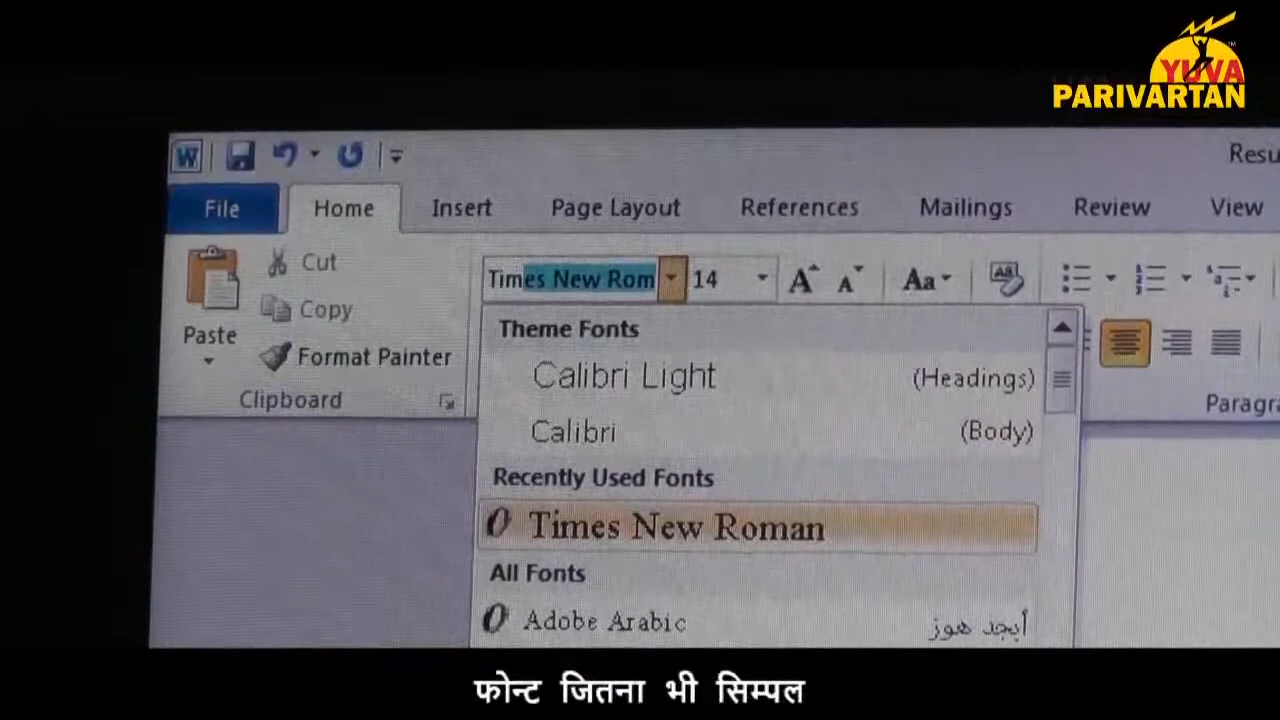 YUVA
PARIVARTAN
Resu
File Home Insert Page Layout References Mailings Review View
Cut
Copy
Paste
Format Painter
Clipboard
Times New Rom 14
Theme Fonts
Calibri Light (Headings)
Calibri (Body)
Recently Used Fonts
Times New Roman
All Fonts
Adobe Arabic أبجد هوز
Paragra
फोन्ट जितना भी सिम्पल